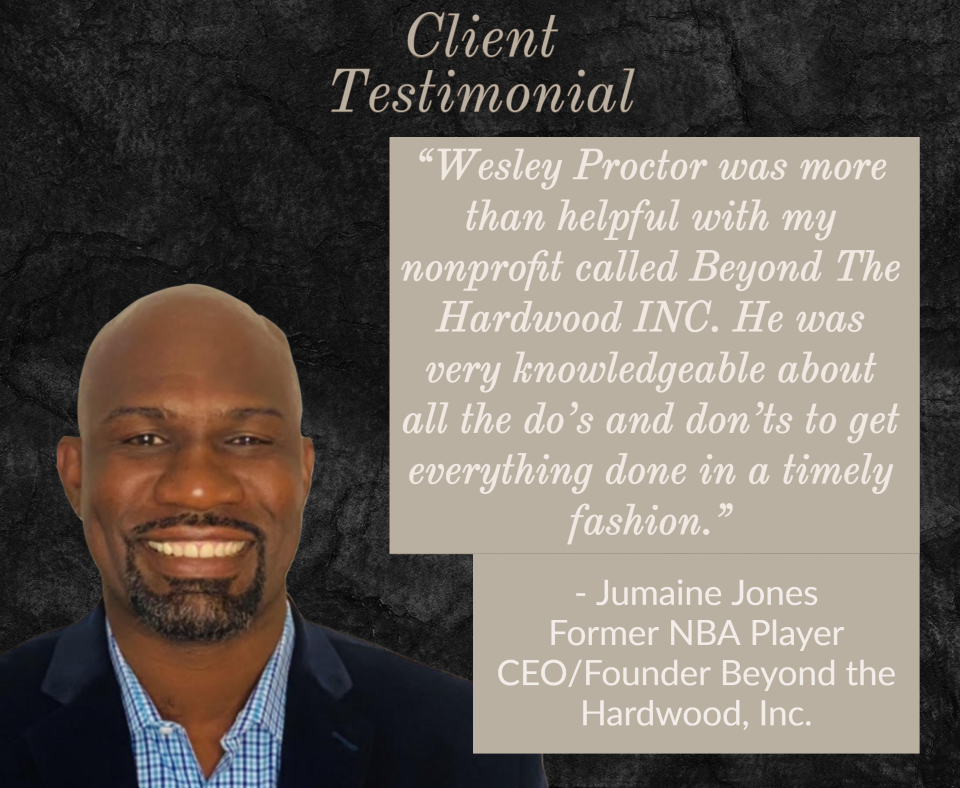 Client
Testimonial
“Wesley Proctor was more
than helpful with my
nonprofit called Beyond The
Hardwood INC. He was
very knowledgeable about
all the do’s and don’ts to get
everything done in a timely
fashion.”
- Jumaine Jones
Former NBA Player
CEO/Founder Beyond the
Hardwood, Inc.